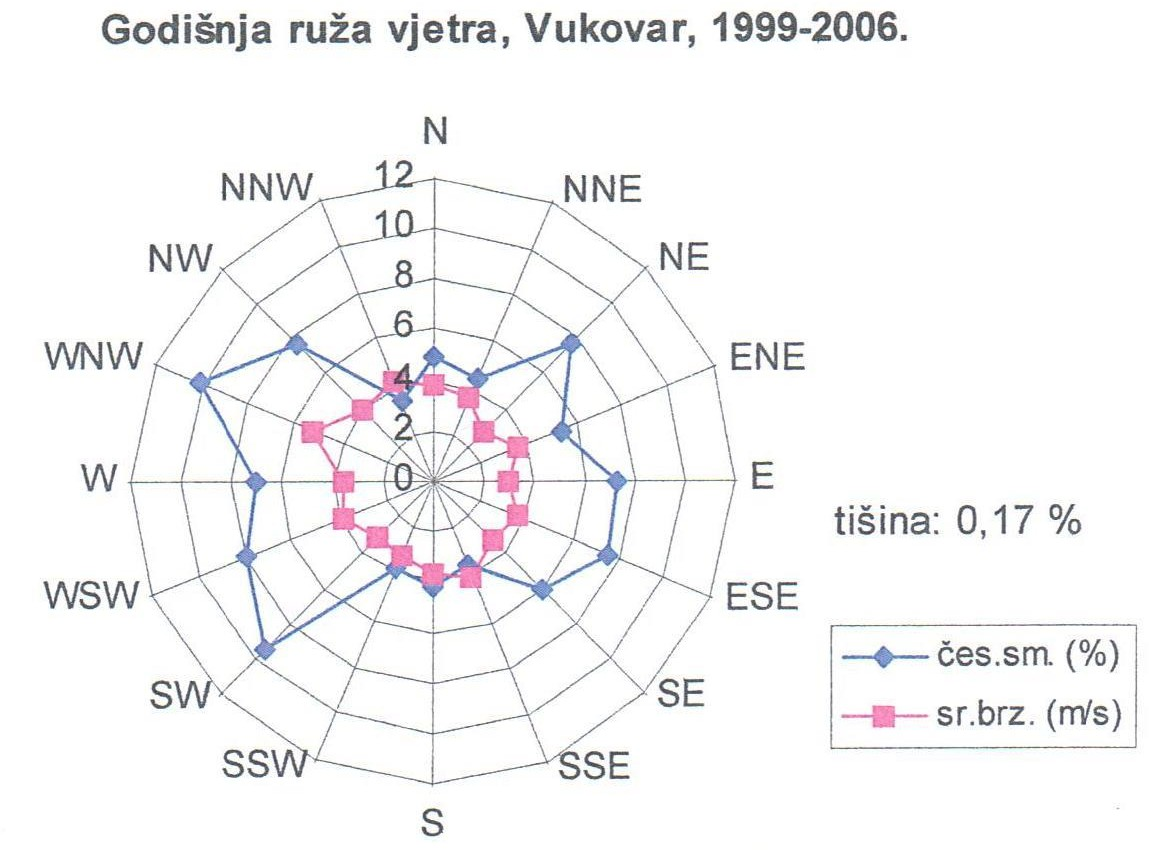 Godišnja ruža vjetra, Vukovar, 1999-2006.
N
NNW
12
NNE
10
NW
NE
8
6
WNW
ENE
4
2
W
0
E
tišina: 0,17 %
WSW
ESE
čes.sm. (%)
SW
SE
sr.brz. (m/s)
SSW
SSE
S